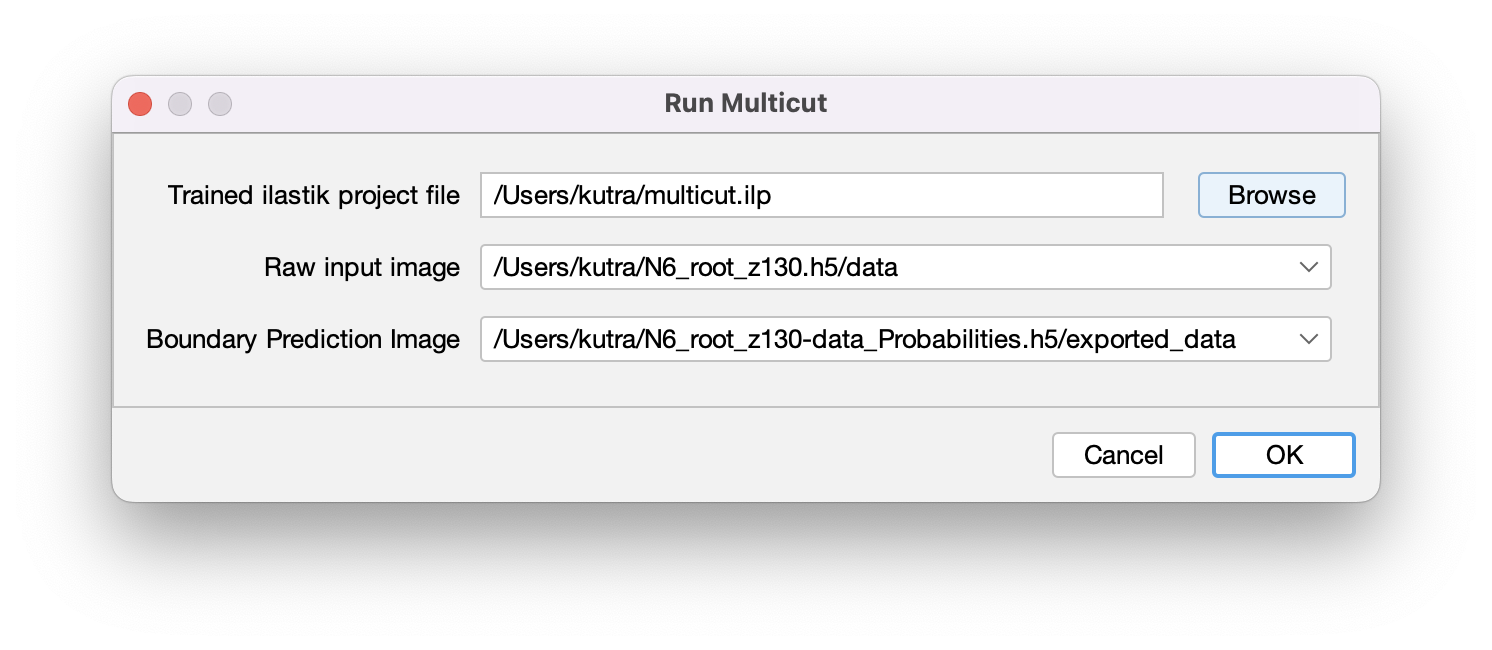 Run Multicut
Trained ilastik project file /Users/kutra/multicut.ilp Browse
Raw input image /Users/kutra/N6_root_z130.h5/data
Boundary Prediction Image /Users/kutra/N6_root_z130-data_Probabilities.h5/exported_data
Cancel OK